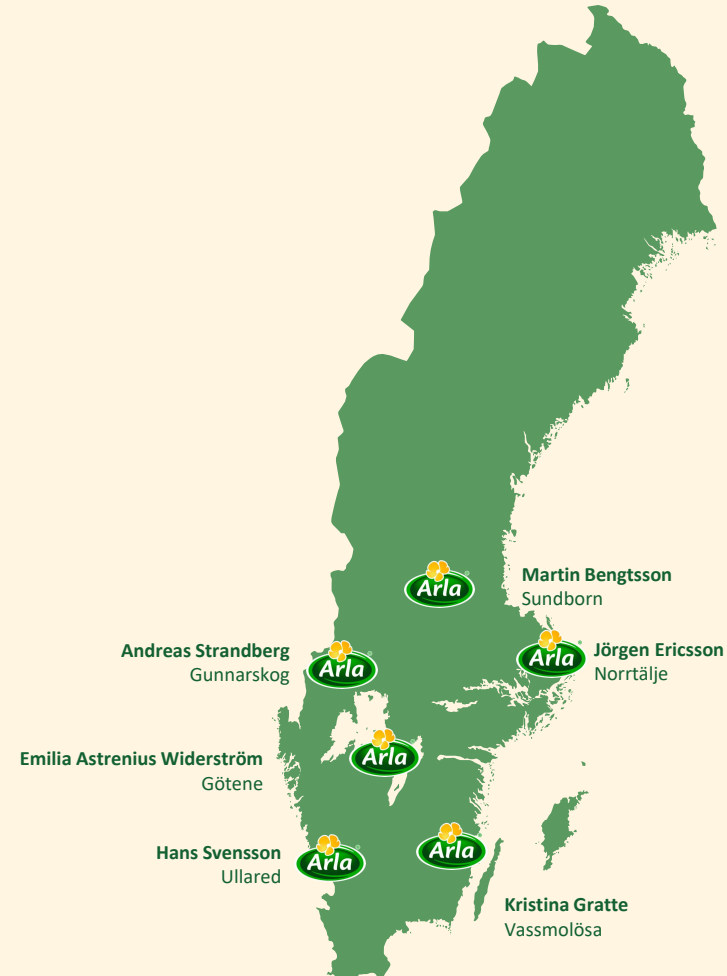 Arla
Martin Bengtsson
Sundborn
Andreas Strandberg
Gunnarskog
Arla
Arla
Jörgen Ericsson
Norrtälje
Emilia Astrenius Widerström
Götene
Arla
Hans Svensson
Ullared
Arla
Arla
Kristina Gratte
Vassmolösa